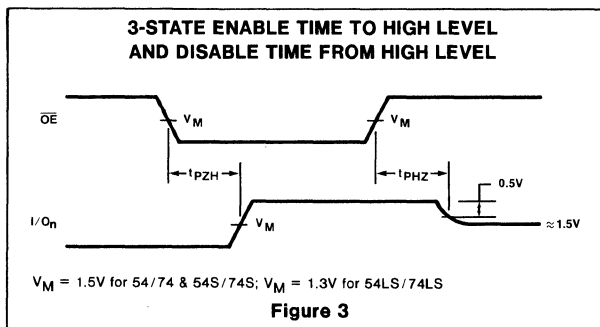 3-STATE ENABLE TIME TO HIGH LEVEL
AND DISABLE TIME FROM HIGH LEVEL
OE
VM
VM
tPZH
tPHZ
0.5V
I/On
VM
≈1.5V
VM = 1.5V for 54/74 & 54S/74S; VM = 1.3V for 54LS/74LS
Figure 3